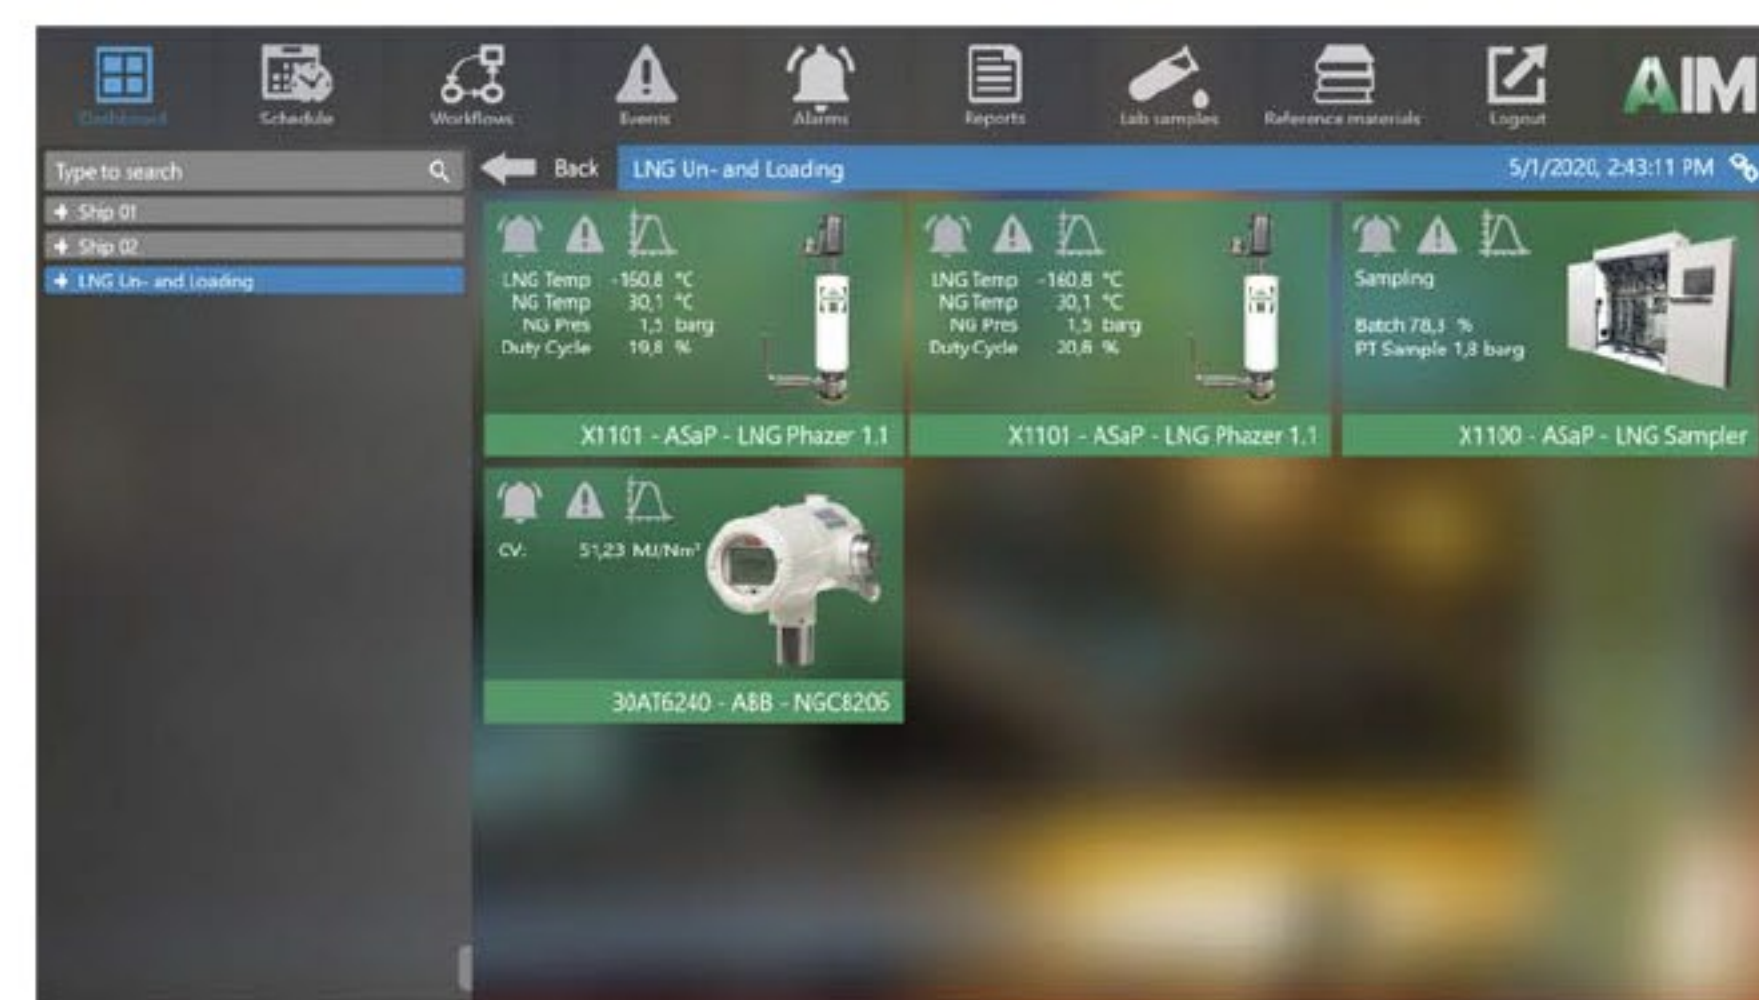 Dashboard
Schedule
Workflows
Events
Alarms
Reports
Lab samples
Reference materials
Logout
AIM
Type to search
Back
LNG Un- and Loading
5/1/2020, 2:43:11 PM
+ Ship 01
+ Ship 02
+ LNG Un- and Loading
LNG Temp -160,8 °C
NG Temp 30,1 °C
NG Pres 1,5 barg
Duty Cycle 19,8 %
X1101 - ASaP - LNG Phazer 1.1
LNG Temp -160,8 °C
NG Temp 30,1 °C
NG Pres 1,5 barg
Duty Cycle 20,8 %
X1101 - ASaP - LNG Phazer 1.1
Sampling
Batch 78,3 %
PT Sample 1,8 barg
X1100 - ASaP - LNG Sampler
CV: 51,23 MJ/Nm³
30AT6240 - ABB - NGC8206